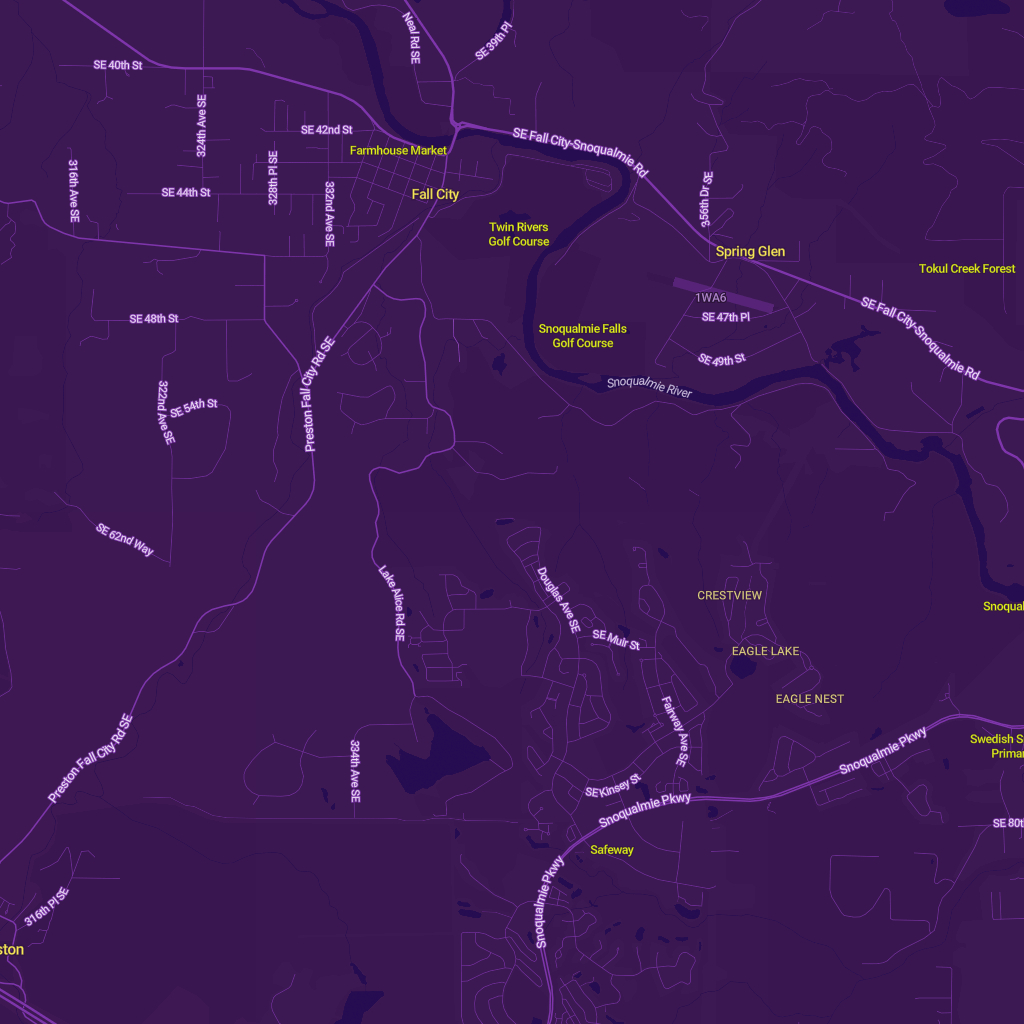 Neal Rd SE
SE 39th Pl
SE 40th St
324th Ave SE
SE 42nd St
SE Fall City-Snoqualmie Rd
Farmhouse Market
316th Ave SE
328th Pl SE
332nd Ave SE
356th Dr SE
SE 44th St
Fall City
Twin Rivers
Golf Course
Spring Glen
Tokul Creek Forest
1WA6
SE 47th Pl
SE Fall City-Snoqualmie Rd
SE 48th St
Snoqualmie Falls
Golf Course
SE 49th St
Preston Fall City Rd SE
Snoqualmie River
322nd Ave SE
SE 54th St
SE 62nd Way
Lake Alice Rd SE
Douglas Ave SE
CRESTVIEW
Snoqual
SE Muir St
EAGLE LAKE
EAGLE NEST
Fairway Ave SE
Preston Fall City Rd SE
334th Ave SE
Snoqualmie Pkwy
Swedish S
Primar
SE Kinsey St
Snoqualmie Pkwy
SE 80t
Safeway
Snoqualmie Pkwy
316th Pl SE
ston